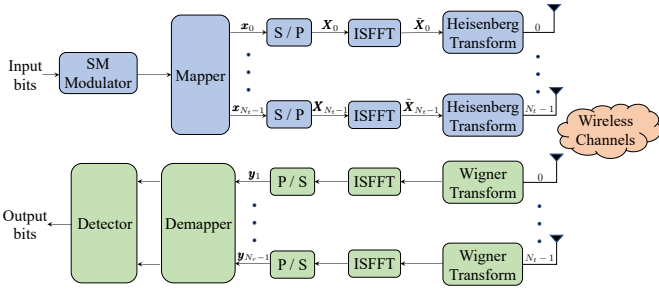 x₀ S / P X₀ ISFFT X̃₀ Heisenberg Transform 0
Input bits
SM Modulator
Mapper
xNₜ−1 S / P XNₜ−1 ISFFT X̃Nₜ−1 Heisenberg Transform Nₜ − 1
Wireless Channels
y₁ P / S ISFFT Wigner Transform 0
Output bits
Detector
Demapper
yNᵣ−1 P / S ISFFT Wigner Transform Nₜ − 1